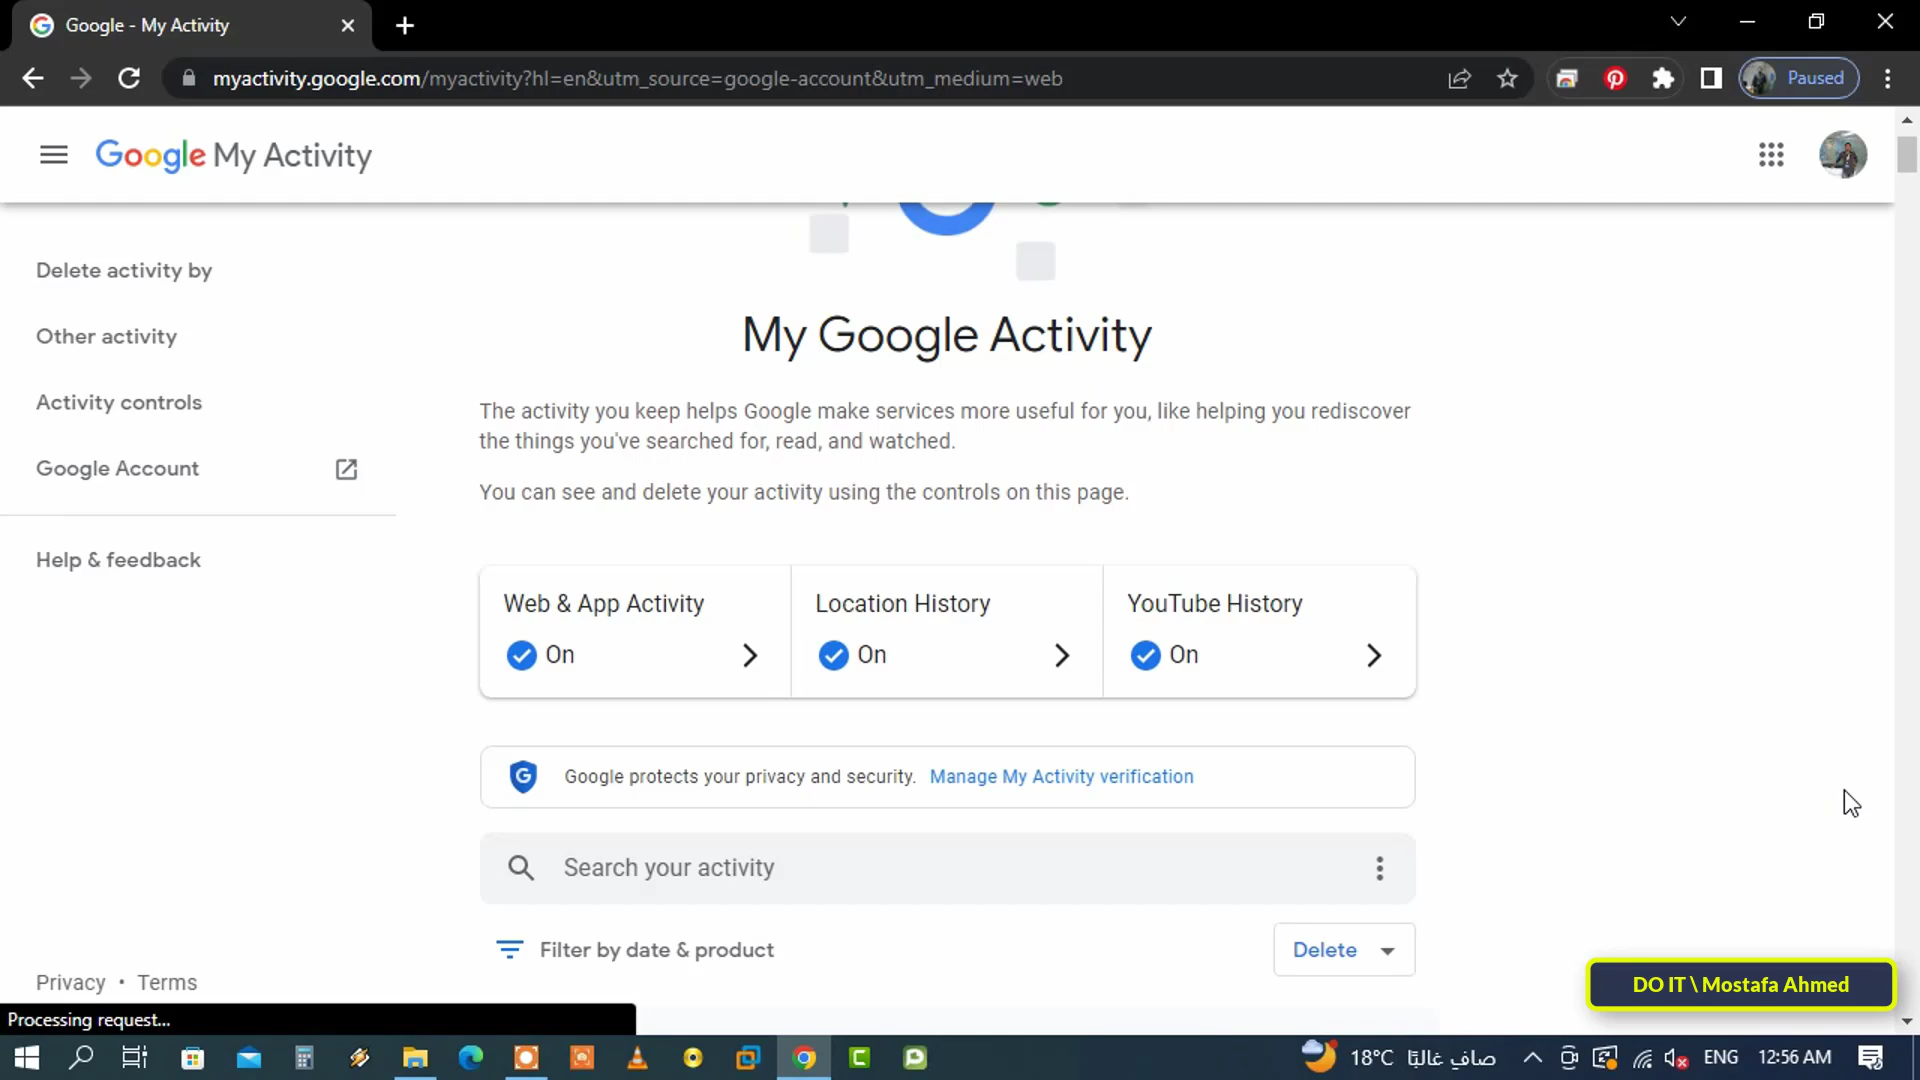 Google - My Activity
myactivity.google.com/myactivity?hl=en&utm_source=google-account&utm_medium=web
Paused
Google My Activity
Delete activity by
Other activity
Activity controls
Google Account
Help & feedback
My Google Activity
The activity you keep helps Google make services more useful for you, like helping you rediscover
the things you've searched for, read, and watched.
You can see and delete your activity using the controls on this page.
Web & App Activity
On
Location History
On
YouTube History
On
Google protects your privacy and security. Manage My Activity verification
Search your activity
Filter by date & product
Delete
Privacy • Terms
DO IT \ Mostafa Ahmed
Processing request...
18°C صافٍ غالبًا
ENG
12:56 AM